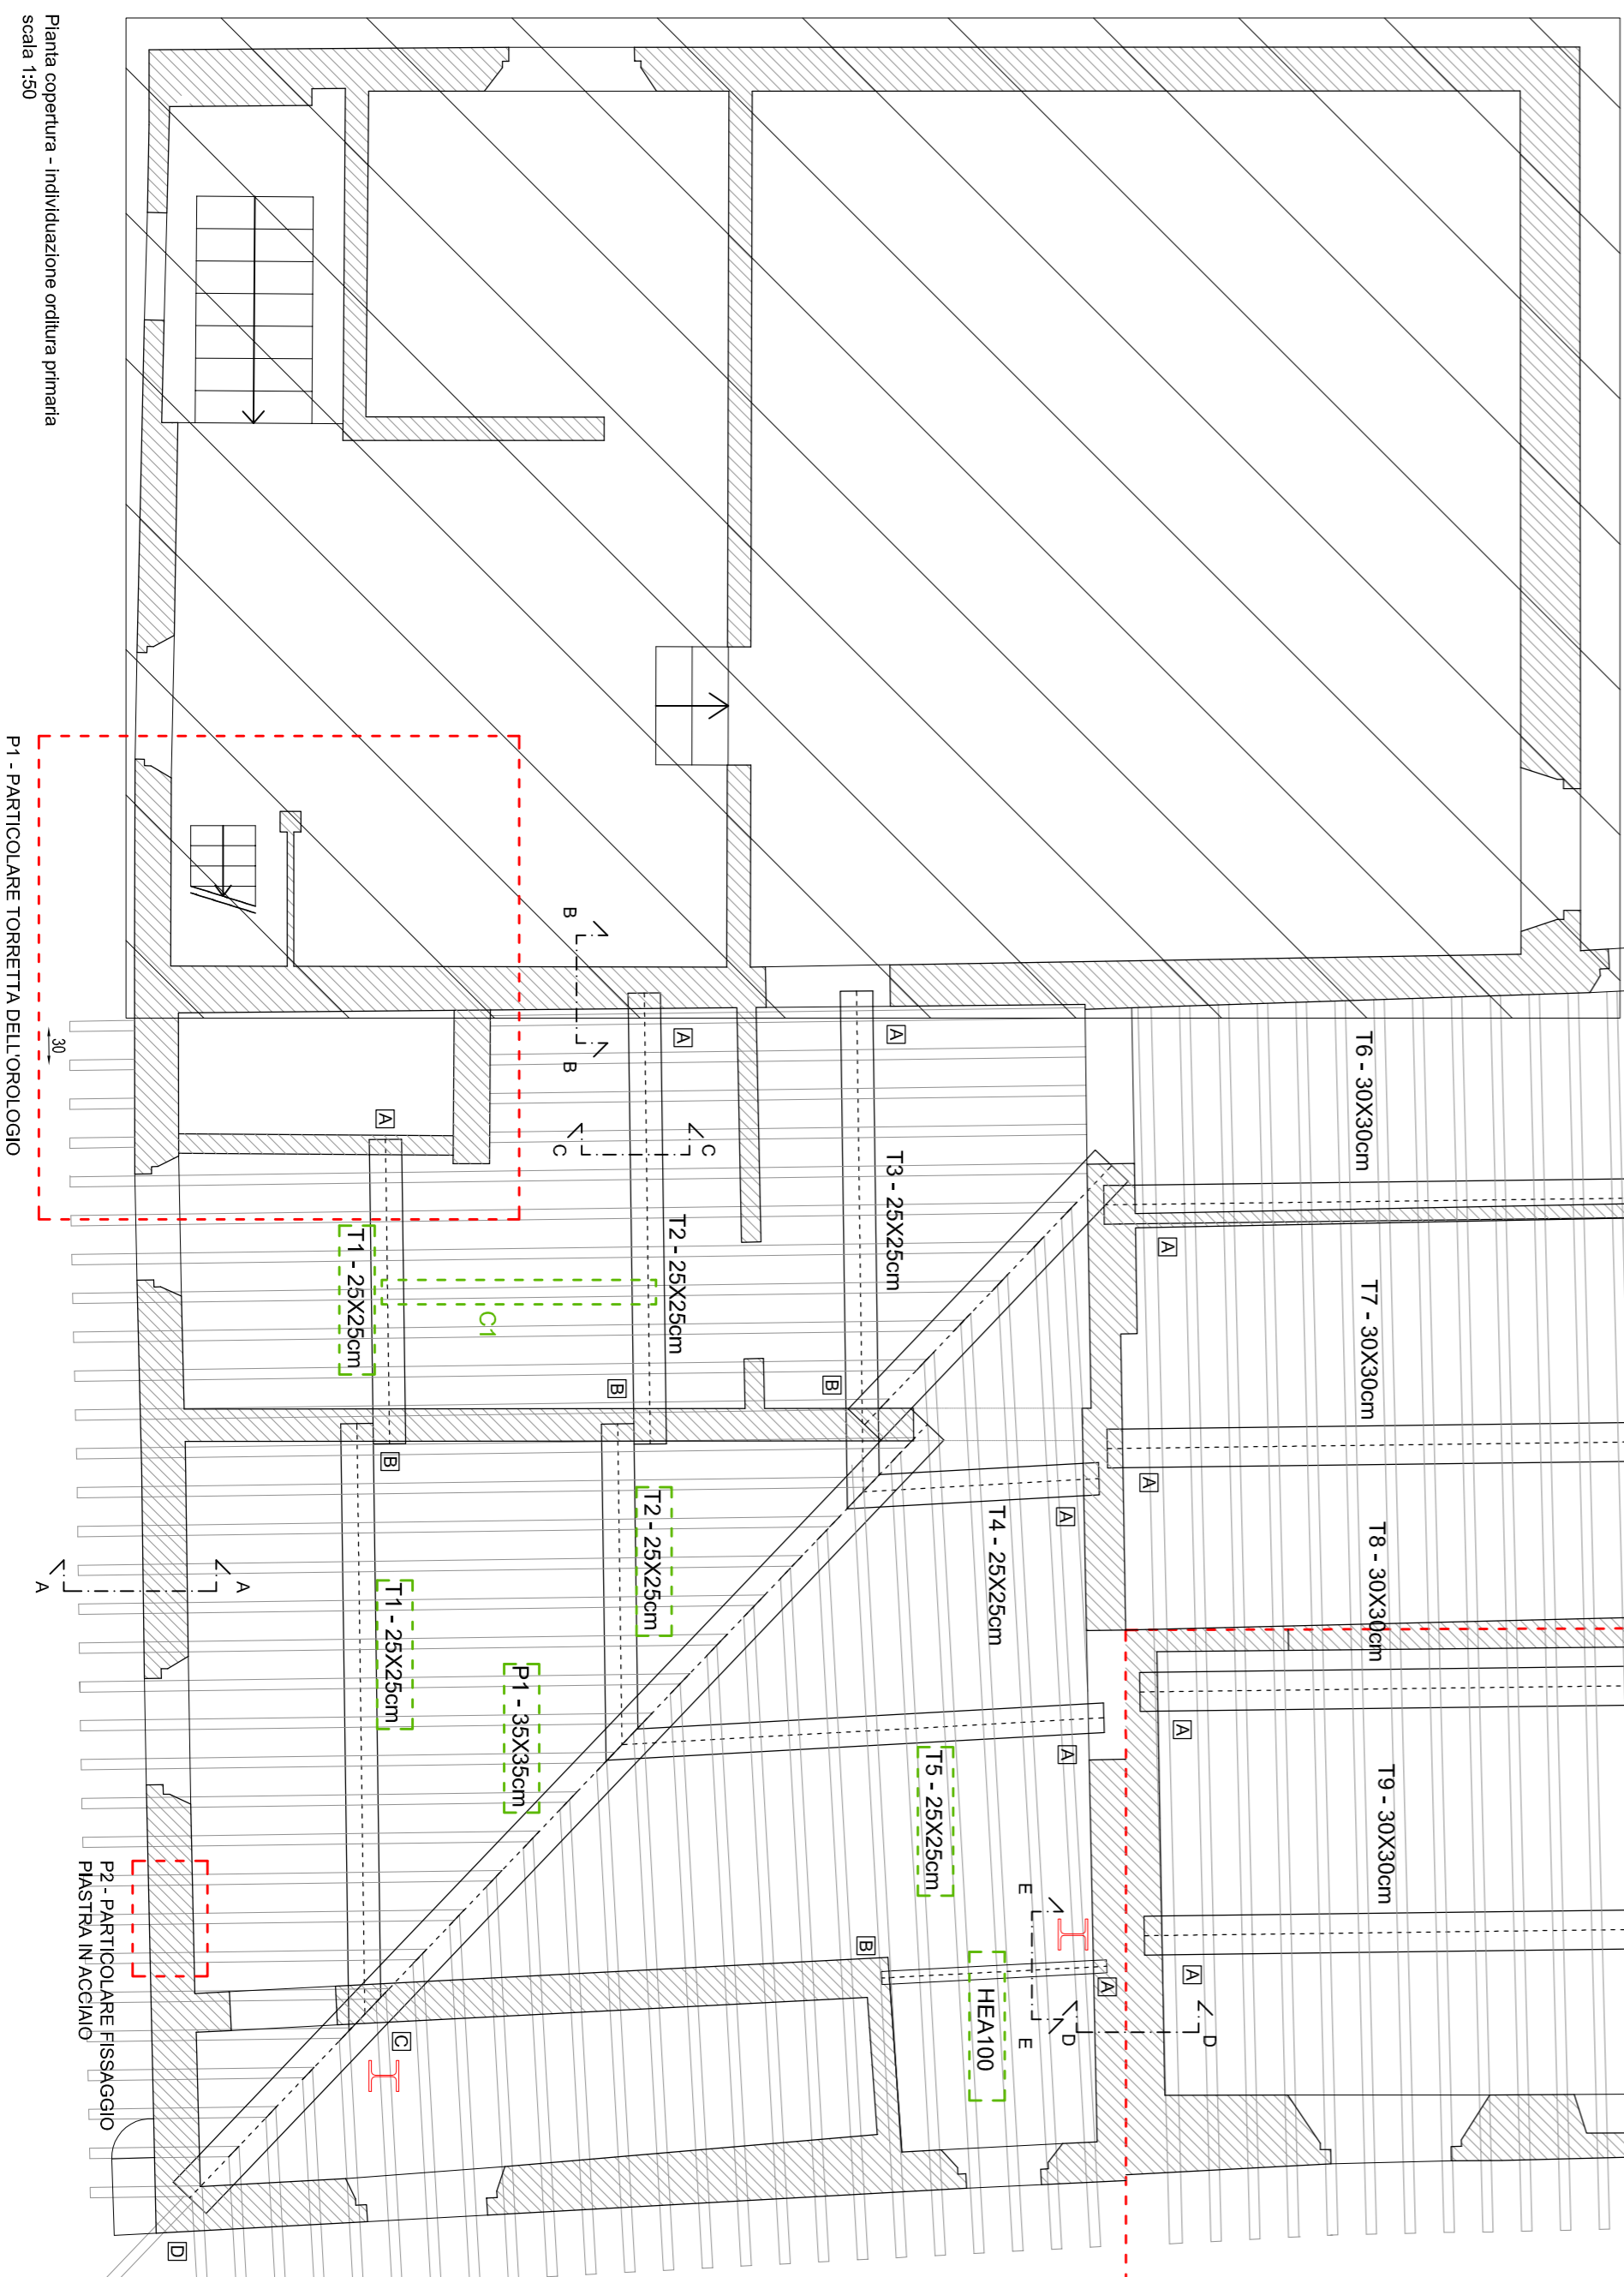 Pianta copertura - individuazione orditura primaria
scala 1:50
T6 - 30X30cm
T7 - 30X30cm
T8 - 30X30cm
T9 - 30X30cm
A
A
A
A
A
A
T3 - 25X25cm
B
A
T4 - 25X25cm
A
T5 - 25X25cm
A
B
HEA100
E
E
D
D
B
B
C
C
A
T2 - 25X25cm
B
T2 - 25X25cm
C1
A
T1 - 25X25cm
B
T1 - 25X25cm
P1 - 35X35cm
C
A
A
30
P1 - PARTICOLARE TORRETTA DELL'OROLOGIO
P2 - PARTICOLARE FISSAGGIO
PIASTRA IN ACCIAIO
D